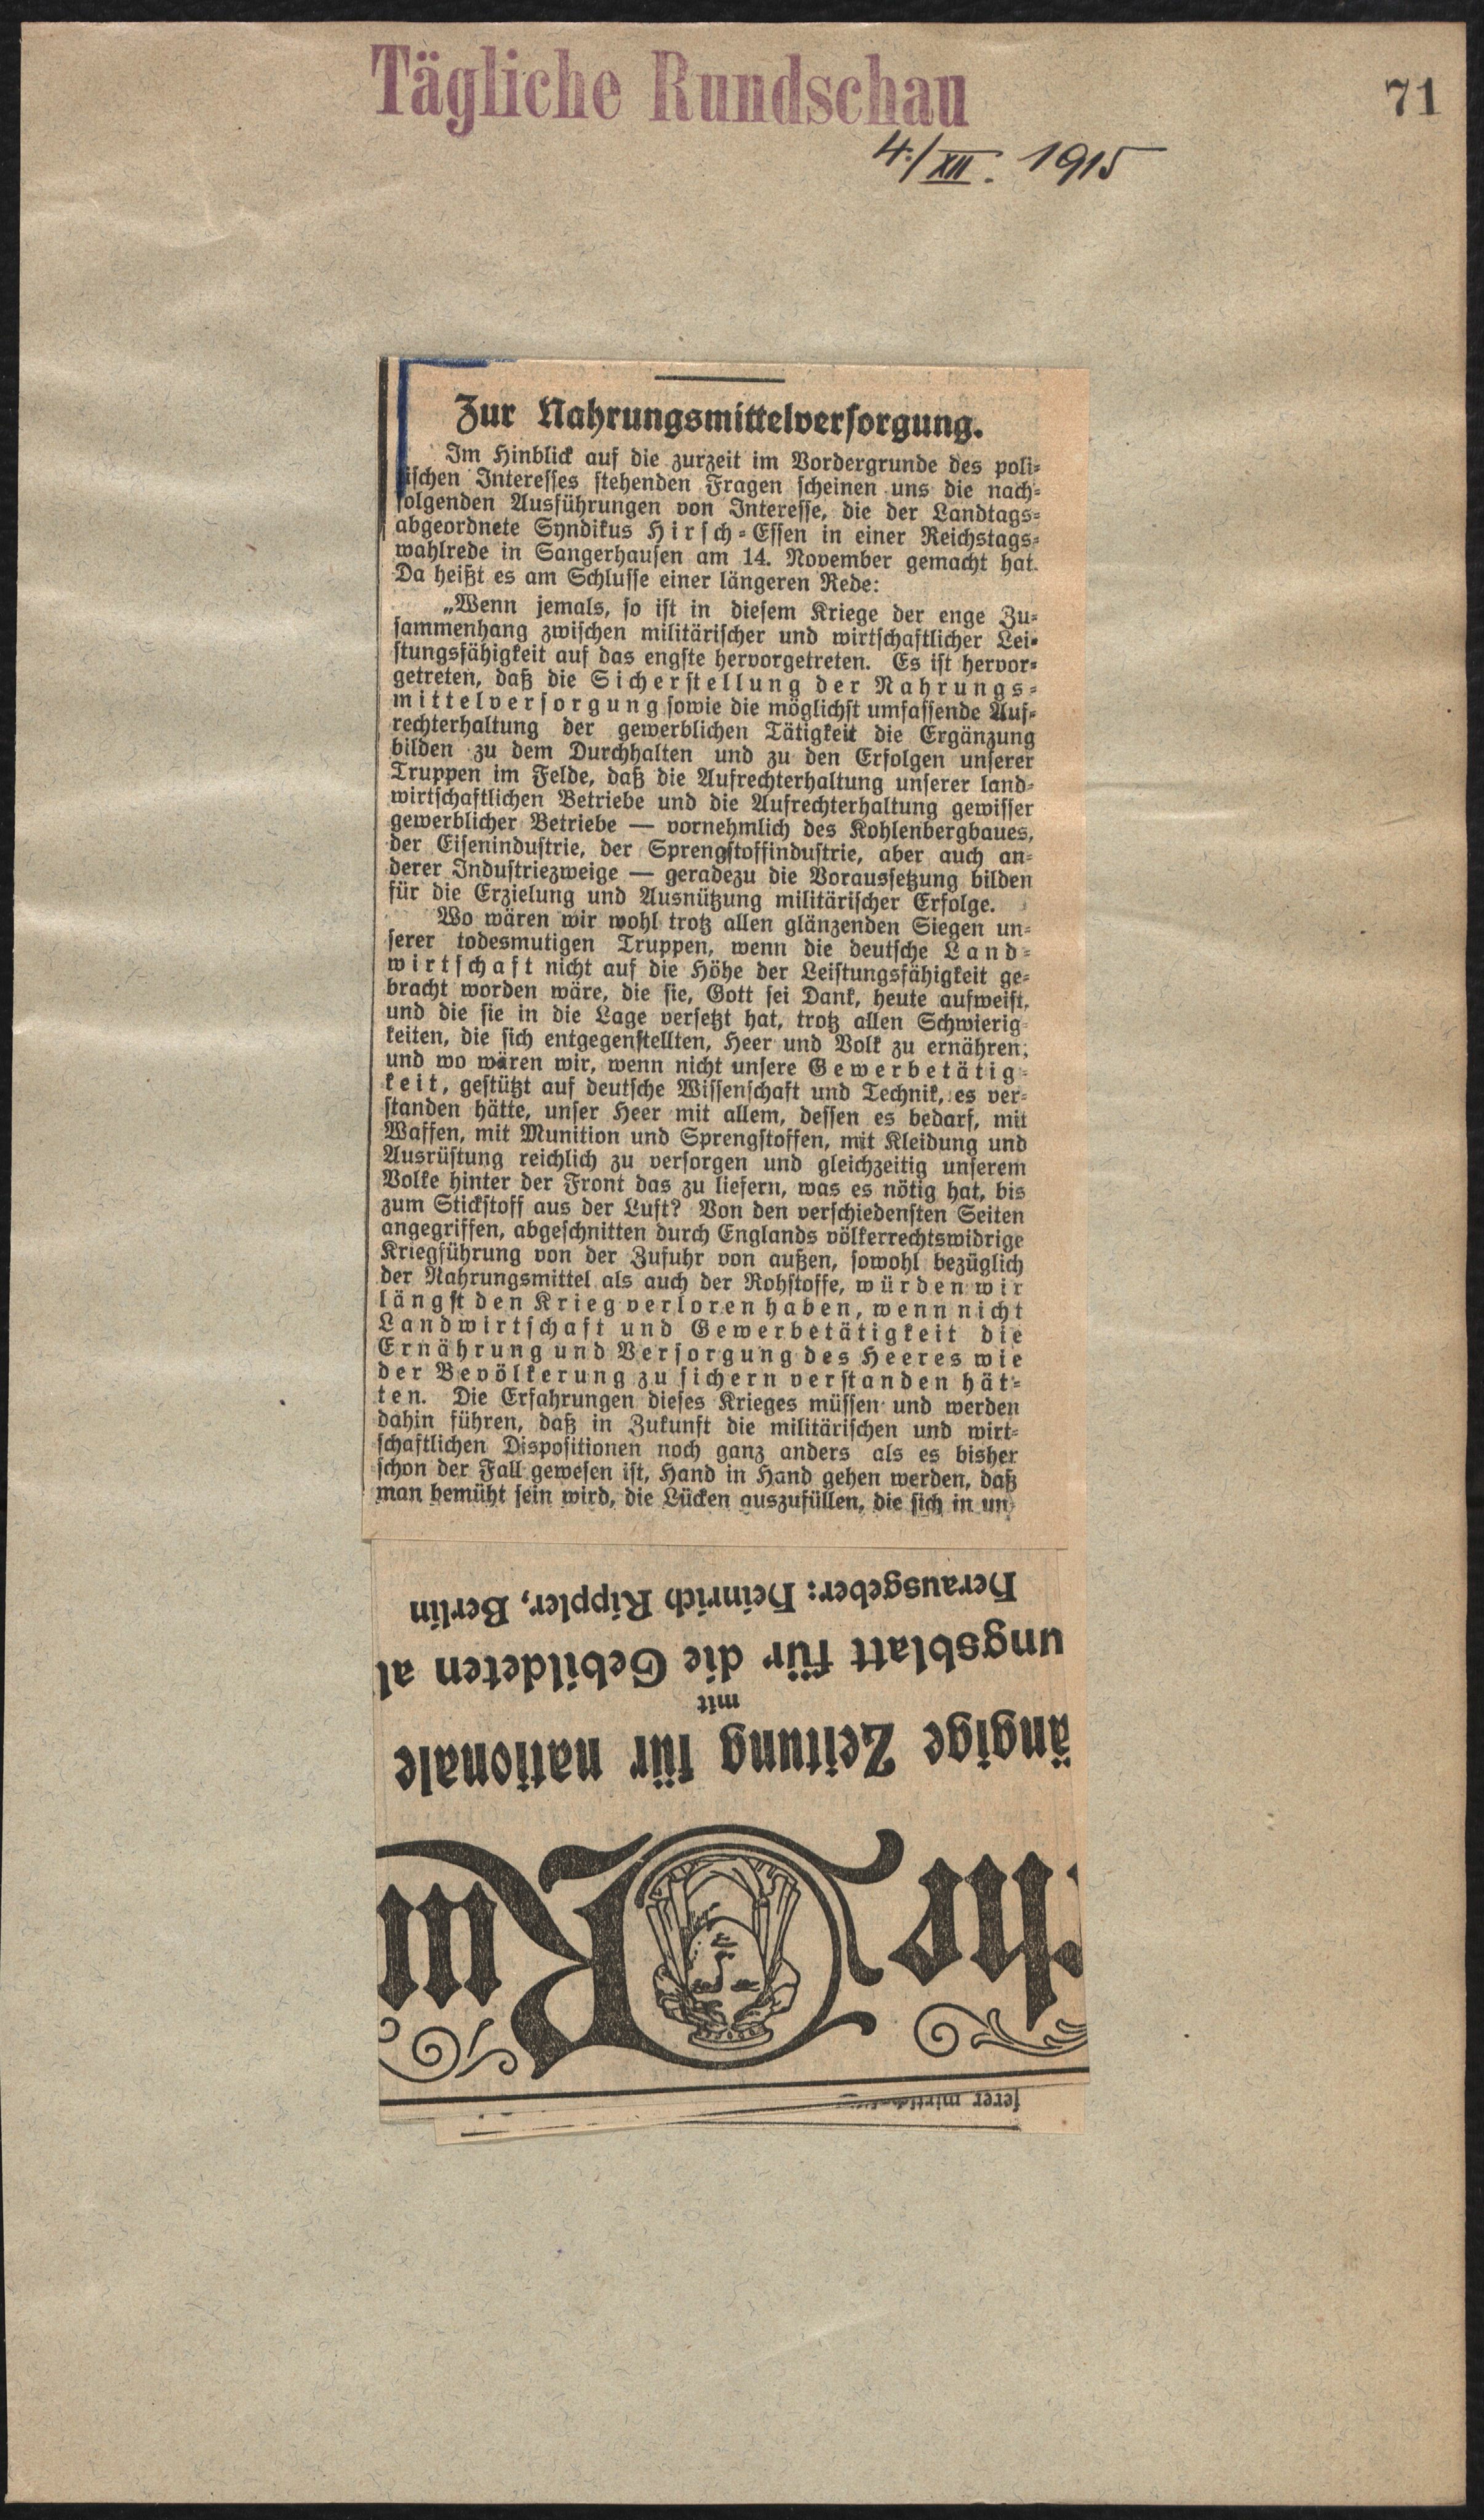 Tägliche Rundschau
71
4./XII. 1915
Zur Nahrungsmittelversorgung.
Im Hinblick auf die zurzeit im Vordergrunde des poli-
tischen Interesses stehenden Fragen scheinen uns die nach-
folgenden Ausführungen von Interesse, die der Landtags-
abgeordnete Syndikus Hirsch-Essen in einer Reichstags-
wahlrede in Sangerhausen am 14. November gemacht hat.
Da heißt es am Schlusse einer längeren Rede:
„Wenn jemals, so ist in diesem Kriege der enge Zu-
sammenhang zwischen militärischer und wirtschaftlicher Lei-
stungsfähigkeit auf das engste hervorgetreten. Es ist hervor-
getreten, daß die Sicherstellung der Nahrungs-
mittelversorgung sowie die möglichst umfassende Auf-
rechterhaltung der gewerblichen Tätigkeit die Ergänzung
bilden zu dem Durchhalten und zu den Erfolgen unserer
Truppen im Felde, daß die Aufrechterhaltung unserer land-
wirtschaftlichen Betriebe und die Aufrechterhaltung gewisser
gewerblicher Betriebe — vornehmlich des Kohlenbergbaues,
der Eisenindustrie, der Sprengstoffindustrie, aber auch an-
derer Industriezweige — geradezu die Voraussetzung bilden
für die Erzielung und Ausnützung militärischer Erfolge.
Wo wären wir wohl trotz allen glänzenden Siegen un-
serer todesmutigen Truppen, wenn die deutsche Land-
wirtschaft nicht auf die Höhe der Leistungsfähigkeit ge-
bracht worden wäre, die sie, Gott sei Dank, heute aufweist,
und die sie in die Lage versetzt hat, trotz allen Schwierig-
keiten, die sich entgegenstellten, Heer und Volk zu ernähren;
und wo wären wir, wenn nicht unsere Gewerbetätig-
keit, gestützt auf deutsche Wissenschaft und Technik, es ver-
standen hätte, unser Heer mit allem, dessen es bedarf, mit
Waffen, mit Munition und Sprengstoffen, mit Kleidung und
Ausrüstung reichlich zu versorgen und gleichzeitig unserem
Volke hinter der Front das zu liefern, was es nötig hat, bis
zum Stickstoff aus der Luft? Von den verschiedensten Seiten
angegriffen, abgeschnitten durch Englands völkerrechtswidrige
Kriegführung von der Zufuhr von außen, sowohl bezüglich
der Nahrungsmittel als auch der Rohstoffe, würden wir
längst den Krieg verloren haben, wenn nicht
Landwirtschaft und Gewerbetätigkeit die
Ernährung und Versorgung des Heeres wie
der Bevölkerung zu sichern verstanden hät-
ten. Die Erfahrungen dieses Krieges müssen und werden
dahin führen, daß in Zukunft die militärischen und wirt-
schaftlichen Dispositionen noch ganz anders als es bisher
schon der Fall gewesen ist, Hand in Hand gehen werden, daß
man bemüht sein wird, die Lücken auszufüllen, die sich in un-
Herausgeber: Heinrich Rippler, Berlin
ungsblatt für die Gebildeten al
mit
ängige Zeitung für nationale
che Run
serer